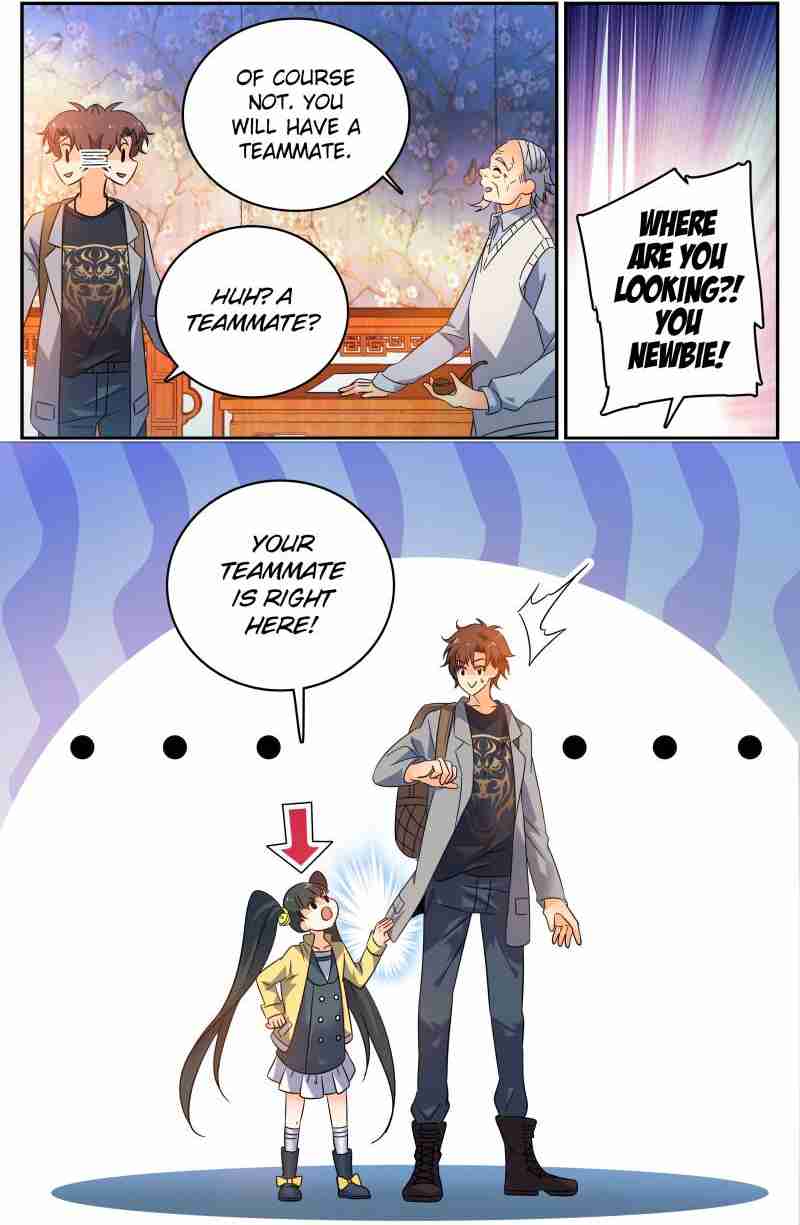 OF COURSE
NOT. YOU
WILL HAVE A
TEAMMATE.
HUH? A
TEAMMATE?
WHERE
ARE YOU
LOOKING?!
YOU
NEWBIE!
YOUR
TEAMMATE
IS RIGHT
HERE!